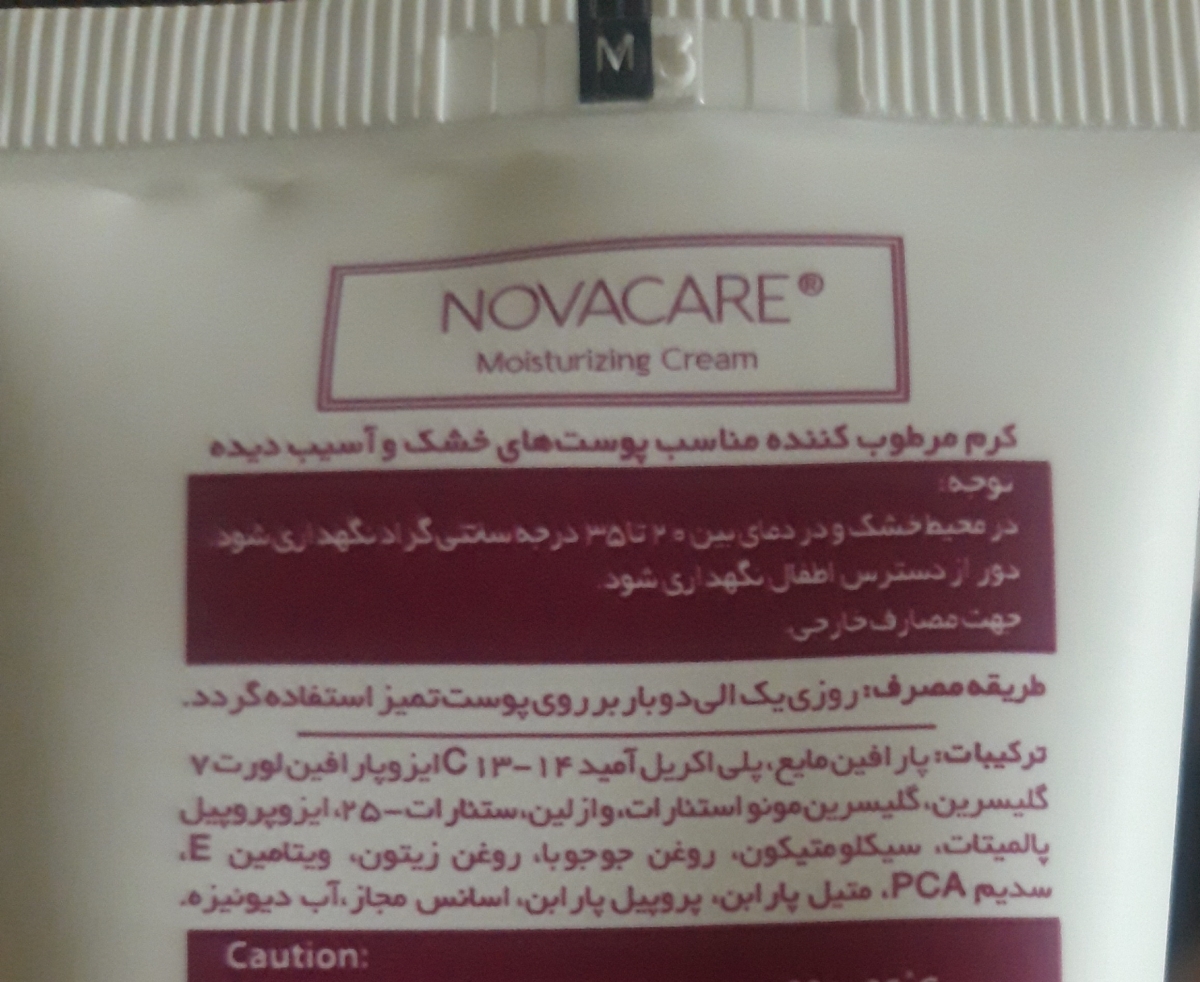 M
NOVACARE®
Moisturizing Cream
کرم مرطوب کننده مناسب پوست‌های خشک و آسیب دیده
توجه:
در محیط خشک و در دمای بین ۲۰ تا ۳۵ درجه سانتی‌گراد نگهداری شود.
دور از دسترس اطفال نگهداری شود.
جهت مصارف خارجی.
طریقه مصرف: روزی یک الی دو بار بر روی پوست تمیز استفاده گردد.
ترکیبات: پارافین مایع، پلی اکریل آمید C ۱۳-۱۴ ایزوپارافین لورت ۷
گلیسرین، گلیسرین مونو استئارات، وازلین، ستئارات-۲۵، ایزوپروپیل
پالمیتات، سیکلومتیکون، روغن جوجوبا، روغن زیتون، ویتامین E،
سدیم PCA، متیل پارابن، پروپیل پارابن، اسانس مجاز، آب دیونیزه.
Caution: